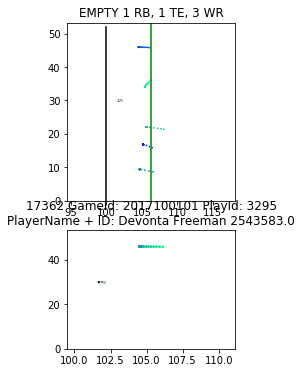 EMPTY 1 RB, 1 TE, 3 WR
50
40
30
20
10
0
95 100 105 110 115
17362 GameId: 2017100101 PlayId: 3295
PlayerName + ID: Devonta Freeman 2543583.0
40
20
0
100.0 102.5 105.0 107.5 110.0